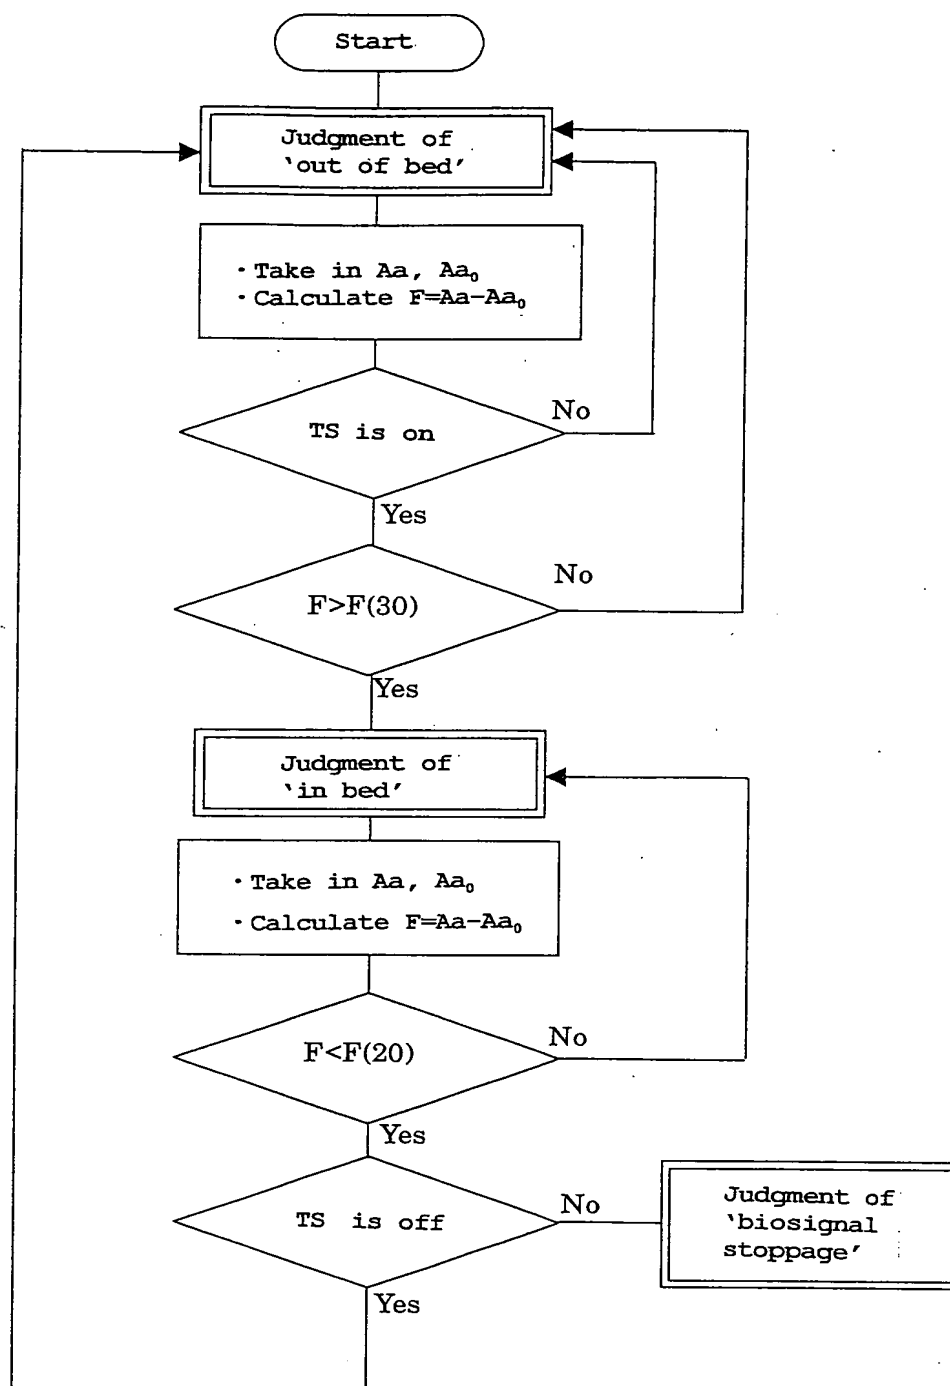 Start
Judgment of
‘out of bed’
・Take in Aa, Aa₀
・Calculate F=Aa−Aa₀
TS is on
No
Yes
F>F(30)
No
Yes
Judgment of
‘in bed’
・Take in Aa, Aa₀
・Calculate F=Aa−Aa₀
F<F(20)
No
Yes
TS is off
No
Judgment of
‘biosignal
stoppage’
Yes